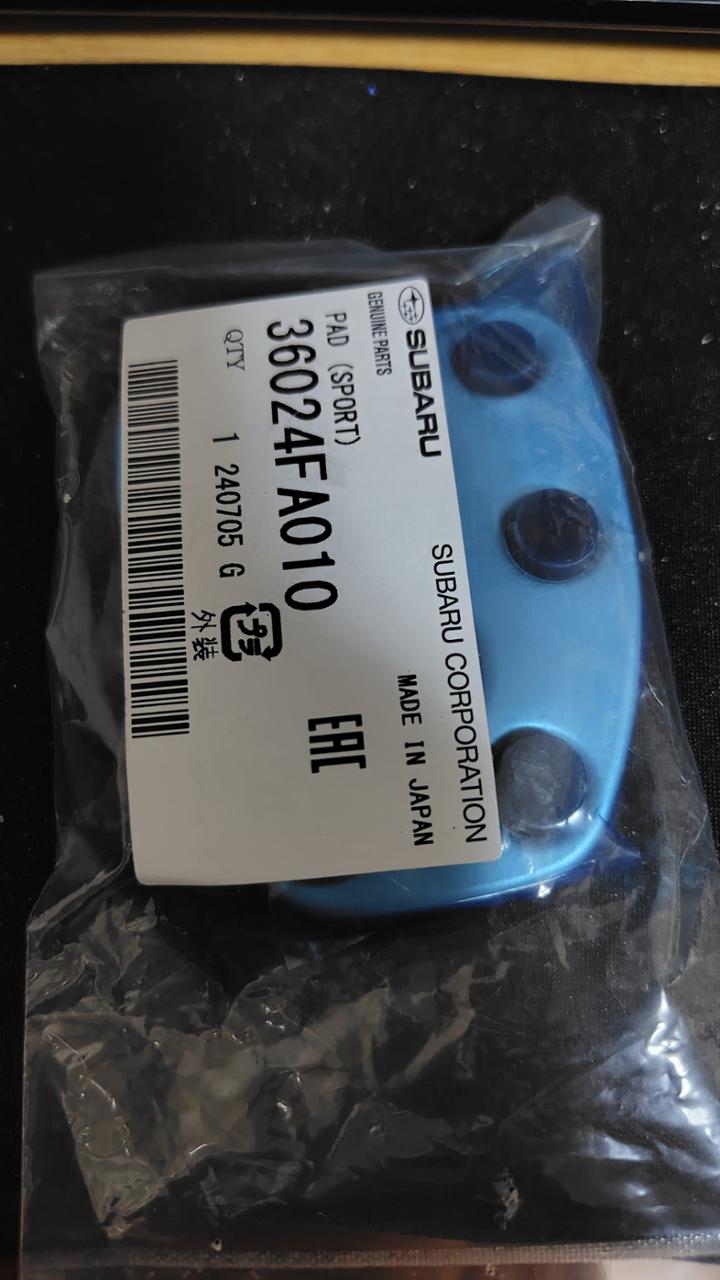 SUBARU
SUBARU CORPORATION
GENUINE PARTS
MADE IN JAPAN
PAD (SPORT)
36024FA010
EAC
QTY 1 240705 G
プラ
外装